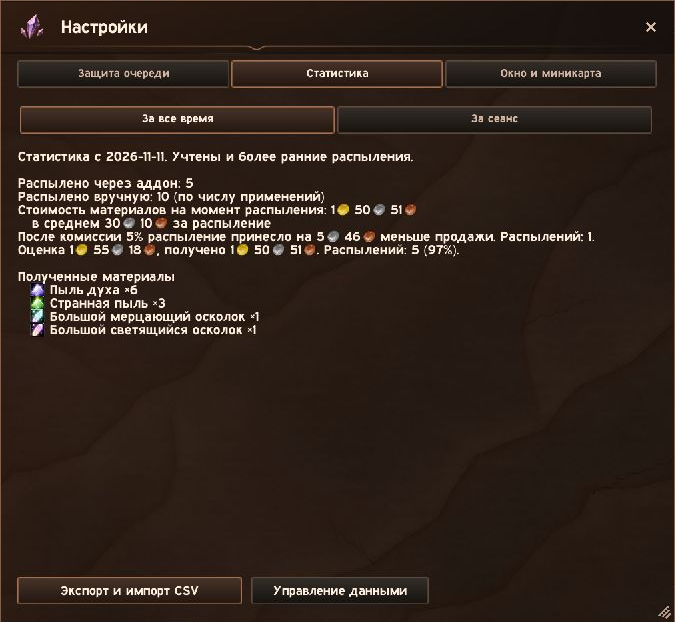 Настройки
Защита очереди
Статистика
Окно и миникарта
За все время
За сеанс
Статистика с 2026-11-11. Учтены и более ранние распыления.
Распылено через аддон: 5
Распылено вручную: 10 (по числу применений)
Стоимость материалов на момент распыления: 1 50 51
в среднем 30 10 за распыление
После комиссии 5% распыление принесло на 5 46 меньше продажи. Распылений: 1.
Оценка 1 55 18, получено 1 50 51. Распылений: 5 (97%).
Полученные материалы
Пыль духа ×6
Странная пыль ×3
Большой мерцающий осколок ×1
Большой светящийся осколок ×1
Экспорт и импорт CSV
Управление данными